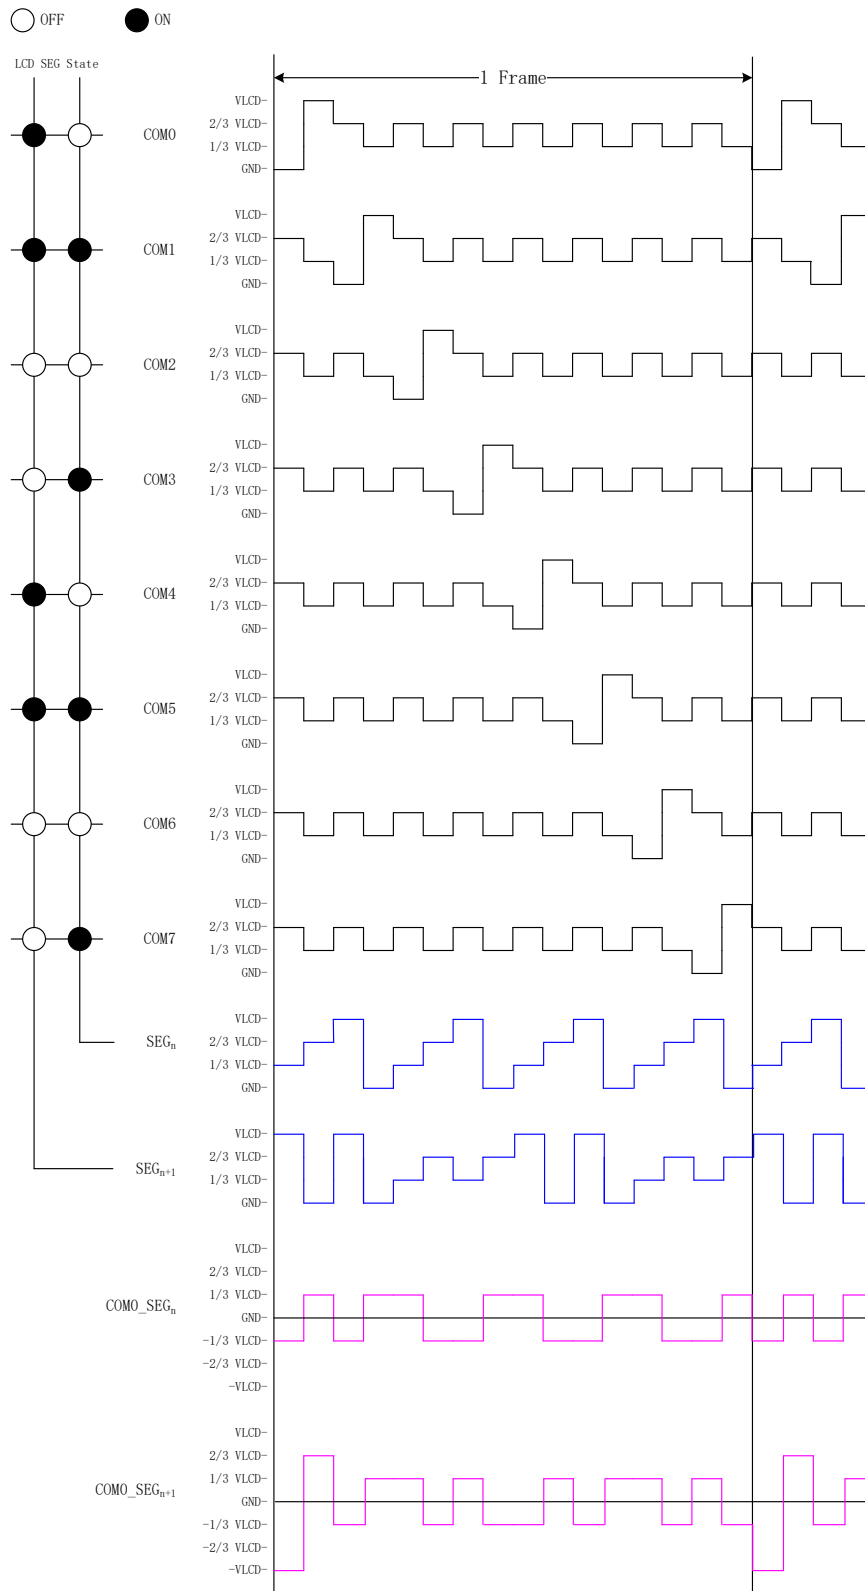 OFF ON
LCD SEG State
1 Frame
VLCD
2/3 VLCD
COM0
1/3 VLCD
GND
VLCD
2/3 VLCD
COM1
1/3 VLCD
GND
VLCD
2/3 VLCD
COM2
1/3 VLCD
GND
VLCD
2/3 VLCD
COM3
1/3 VLCD
GND
VLCD
2/3 VLCD
COM4
1/3 VLCD
GND
VLCD
2/3 VLCD
COM5
1/3 VLCD
GND
VLCD
2/3 VLCD
COM6
1/3 VLCD
GND
VLCD
2/3 VLCD
COM7
1/3 VLCD
GND
VLCD
2/3 VLCD
SEGn
1/3 VLCD
GND
VLCD
2/3 VLCD
SEGn+1
1/3 VLCD
GND
VLCD
2/3 VLCD
1/3 VLCD
COM0_SEGn
GND
-1/3 VLCD
-2/3 VLCD
-VLCD
VLCD
2/3 VLCD
1/3 VLCD
COM0_SEGn+1
GND
-1/3 VLCD
-2/3 VLCD
-VLCD